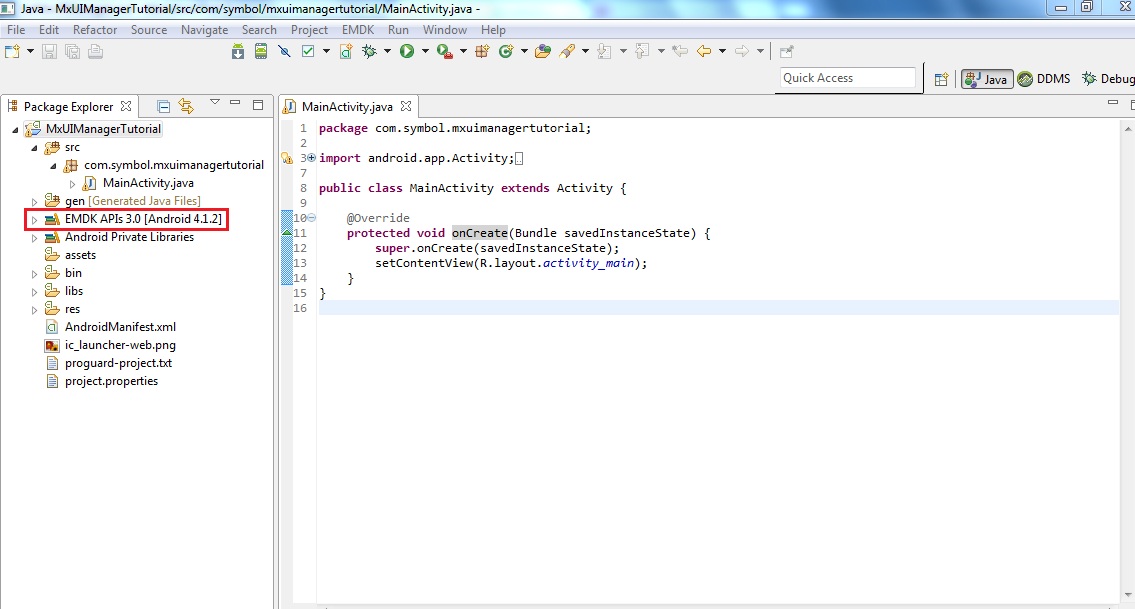 Java - MxUIManagerTutorial/src/com/symbol/mxuimanagertutorial/MainActivity.java -
File Edit Refactor Source Navigate Search Project EMDK Run Window Help
Quick Access
Java DDMS Debug
Package Explorer
MainActivity.java
MxUIManagerTutorial
src
com.symbol.mxuimanagertutorial
MainActivity.java
gen [Generated Java Files]
EMDK APIs 3.0 [Android 4.1.2]
Android Private Libraries
assets
bin
libs
res
AndroidManifest.xml
ic_launcher-web.png
proguard-project.txt
project.properties
1 package com.symbol.mxuimanagertutorial;
2
3 import android.app.Activity;
7
8 public class MainActivity extends Activity {
9
10 @Override
11 protected void onCreate(Bundle savedInstanceState) {
12 super.onCreate(savedInstanceState);
13 setContentView(R.layout.activity_main);
14 }
15 }
16